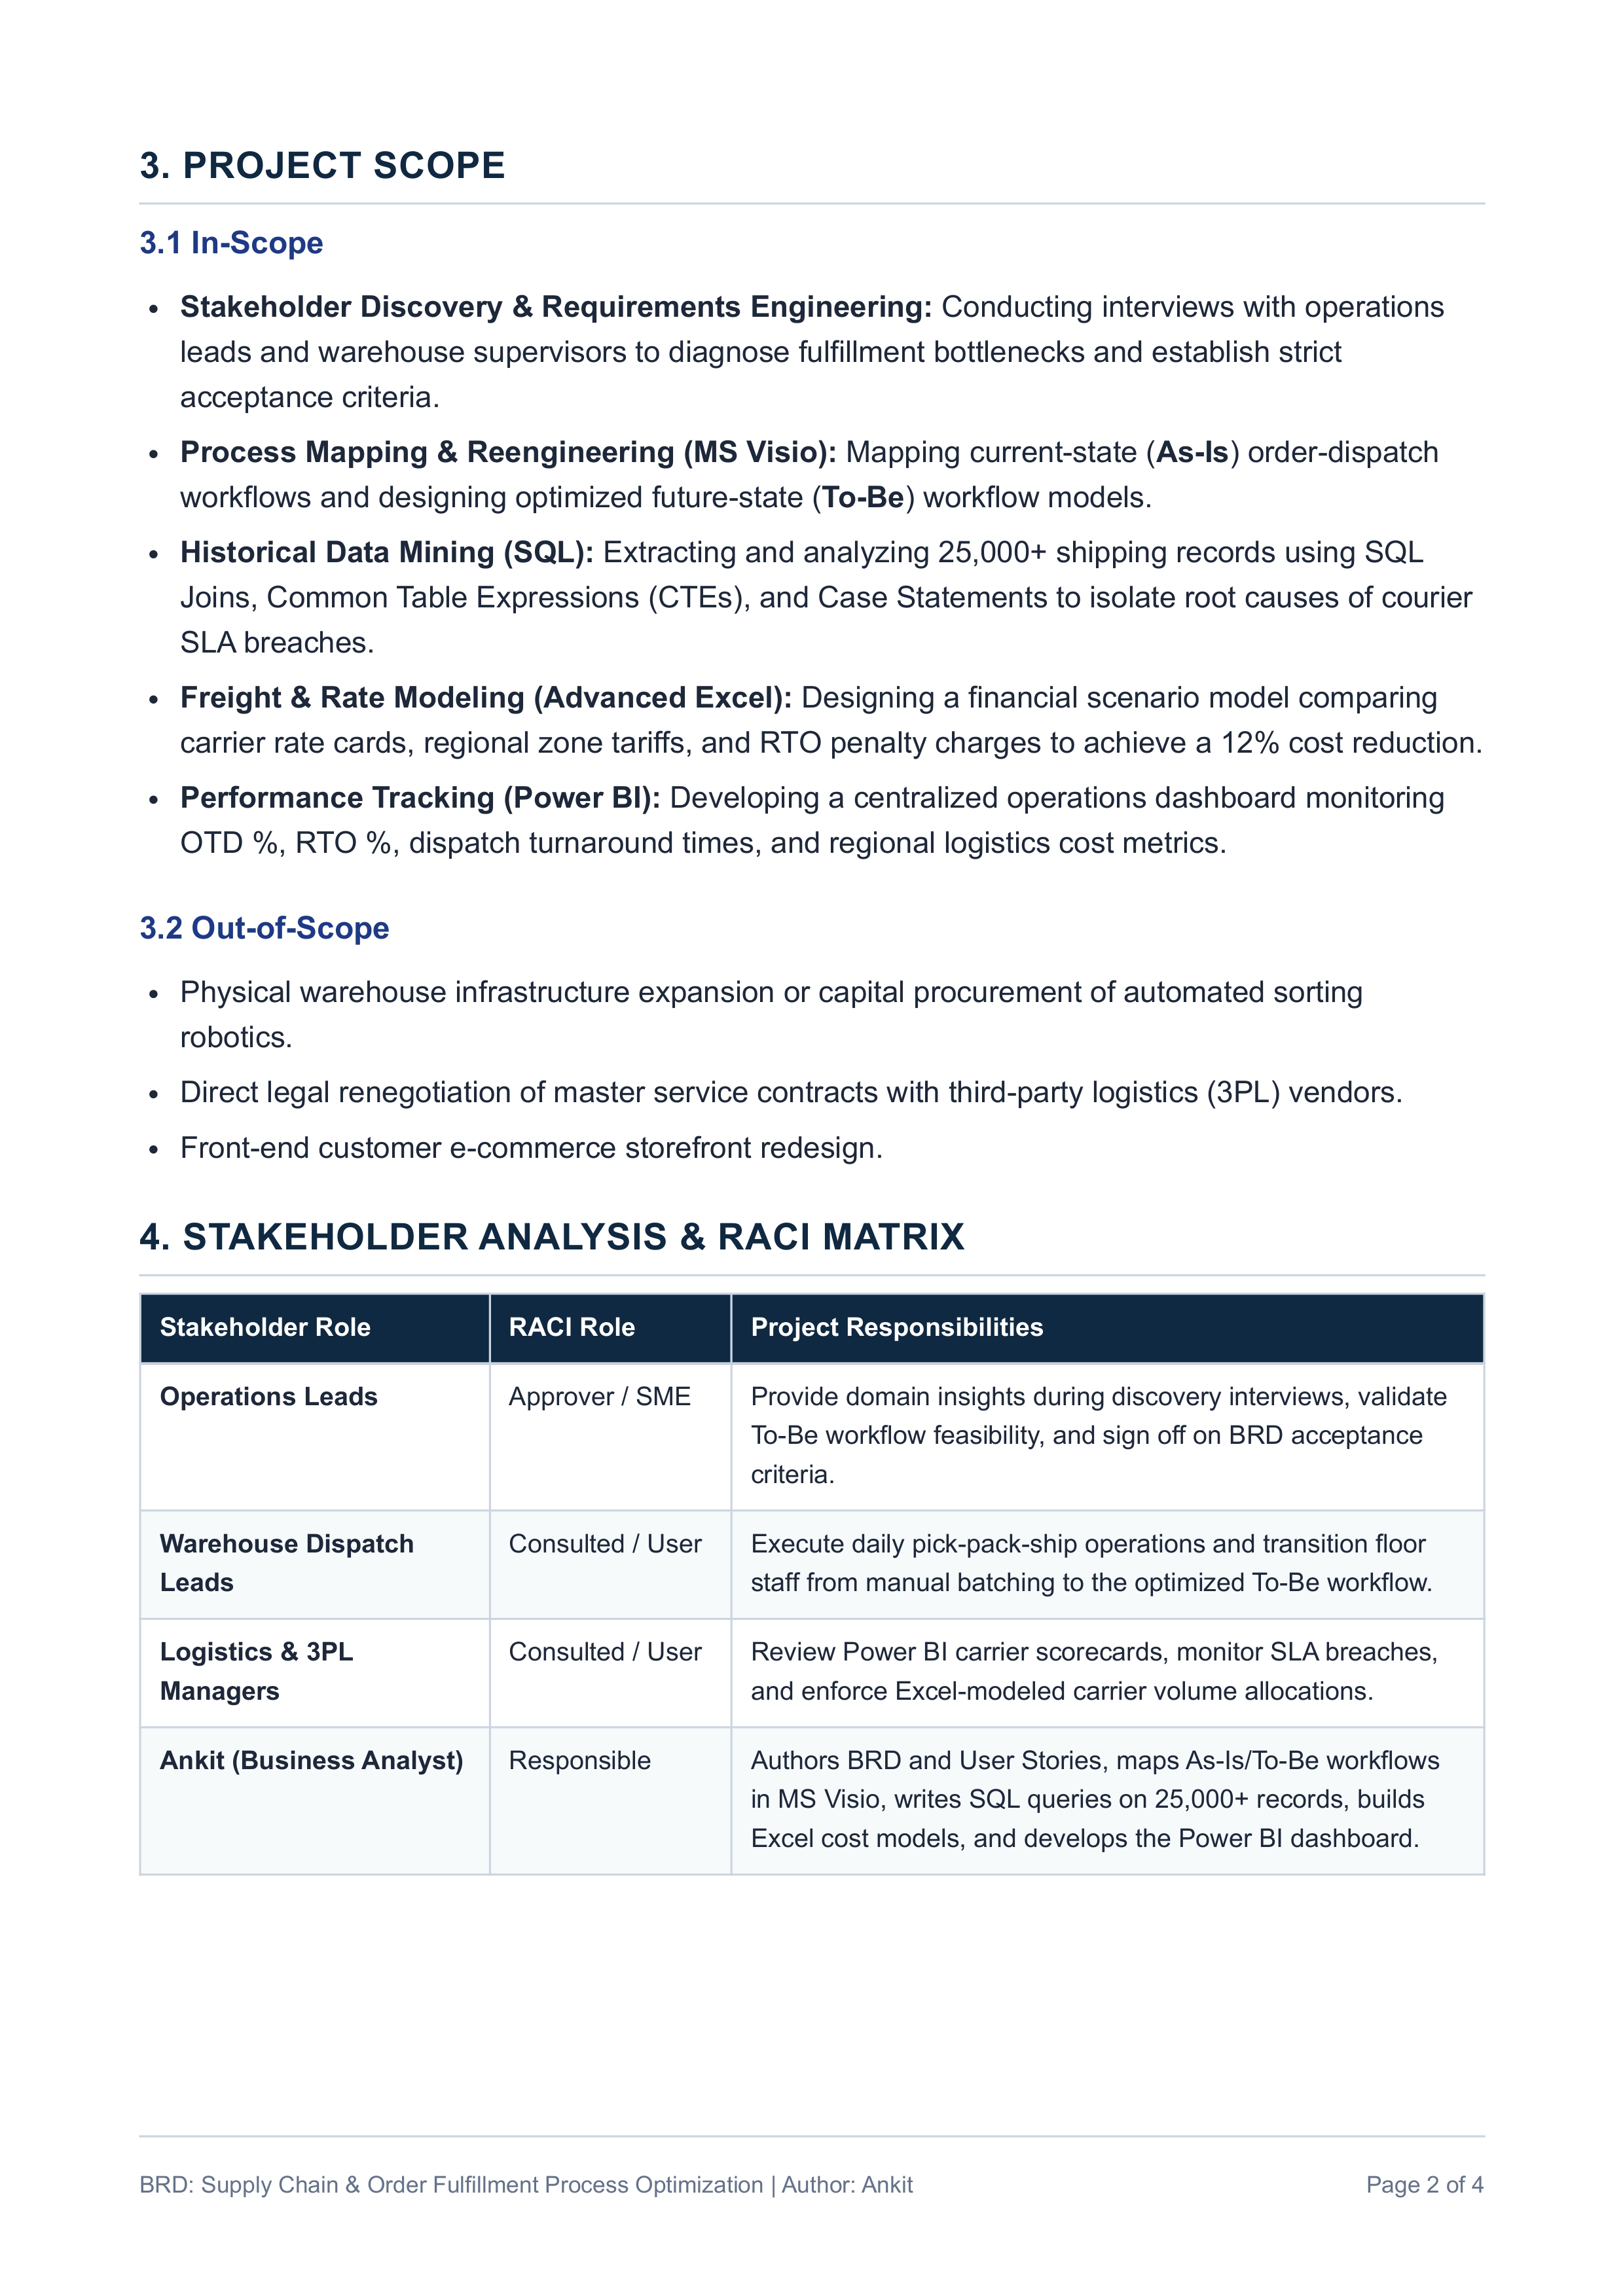 3. PROJECT SCOPE
3.1 In-Scope
• Stakeholder Discovery & Requirements Engineering: Conducting interviews with operations
leads and warehouse supervisors to diagnose fulfillment bottlenecks and establish strict
acceptance criteria.
• Process Mapping & Reengineering (MS Visio): Mapping current-state (As-Is) order-dispatch
workflows and designing optimized future-state (To-Be) workflow models.
• Historical Data Mining (SQL): Extracting and analyzing 25,000+ shipping records using SQL
Joins, Common Table Expressions (CTEs), and Case Statements to isolate root causes of courier
SLA breaches.
• Freight & Rate Modeling (Advanced Excel): Designing a financial scenario model comparing
carrier rate cards, regional zone tariffs, and RTO penalty charges to achieve a 12% cost reduction.
• Performance Tracking (Power BI): Developing a centralized operations dashboard monitoring
OTD %, RTO %, dispatch turnaround times, and regional logistics cost metrics.
3.2 Out-of-Scope
• Physical warehouse infrastructure expansion or capital procurement of automated sorting
robotics.
• Direct legal renegotiation of master service contracts with third-party logistics (3PL) vendors.
• Front-end customer e-commerce storefront redesign.
4. STAKEHOLDER ANALYSIS & RACI MATRIX
Stakeholder Role RACI Role Project Responsibilities
Operations Leads Approver / SME Provide domain insights during discovery interviews, validate
To-Be workflow feasibility, and sign off on BRD acceptance
criteria.
Warehouse Dispatch Consulted / User Execute daily pick-pack-ship operations and transition floor
Leads staff from manual batching to the optimized To-Be workflow.
Logistics & 3PL Consulted / User Review Power BI carrier scorecards, monitor SLA breaches,
Managers and enforce Excel-modeled carrier volume allocations.
Ankit (Business Analyst) Responsible Authors BRD and User Stories, maps As-Is/To-Be workflows
in MS Visio, writes SQL queries on 25,000+ records, builds
Excel cost models, and develops the Power BI dashboard.
BRD: Supply Chain & Order Fulfillment Process Optimization | Author: Ankit Page 2 of 4